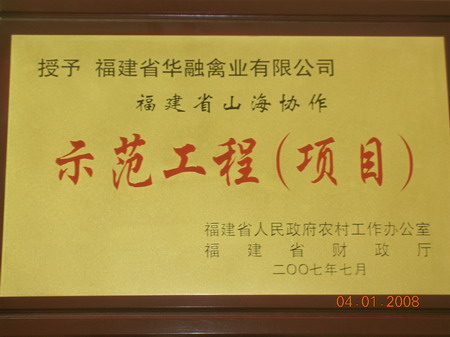 授予 福建省华融禽业有限公司
福建省山海协作
示范工程(项目)
福建省人民政府农村工作办公室
福建省财政厅
二〇〇七年七月
04.01.2008